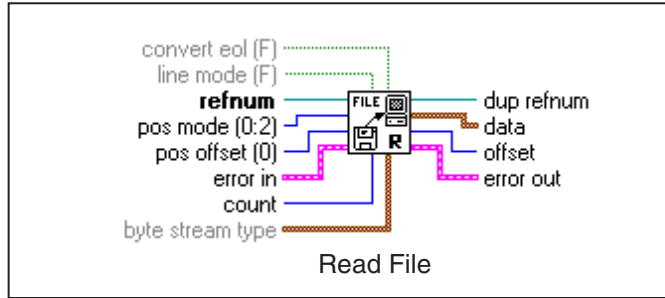 convert eol (F)
line mode (F)
refnum
pos mode (0:2)
pos offset (0)
error in
count
byte stream type
FILE
R
dup refnum
data
offset
error out
Read File